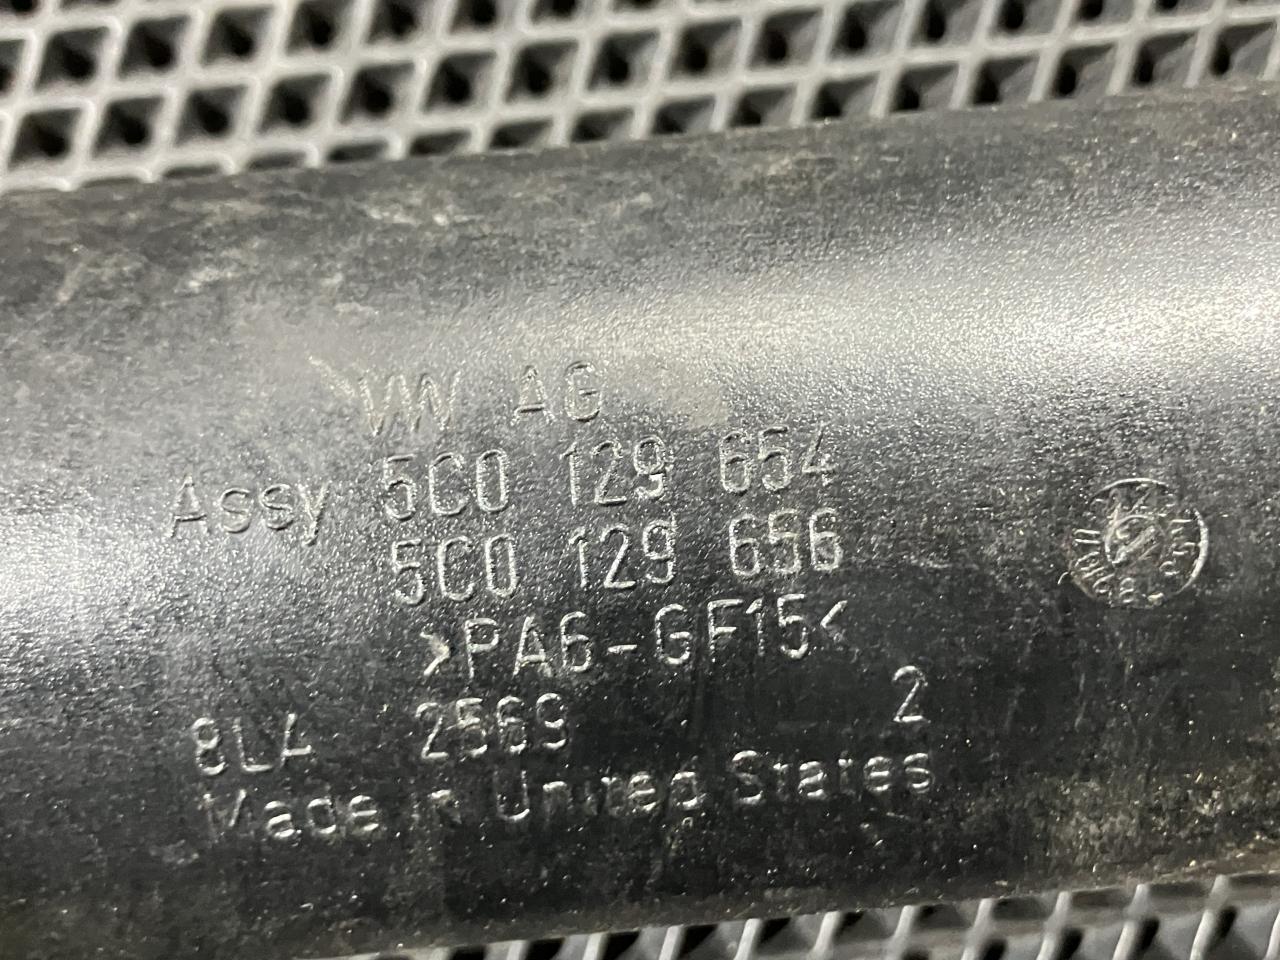 VW AG
Assy 5C0 129 654
5C0 129 656
>PA6-GF15<
8LA 2569 2
Made in United States